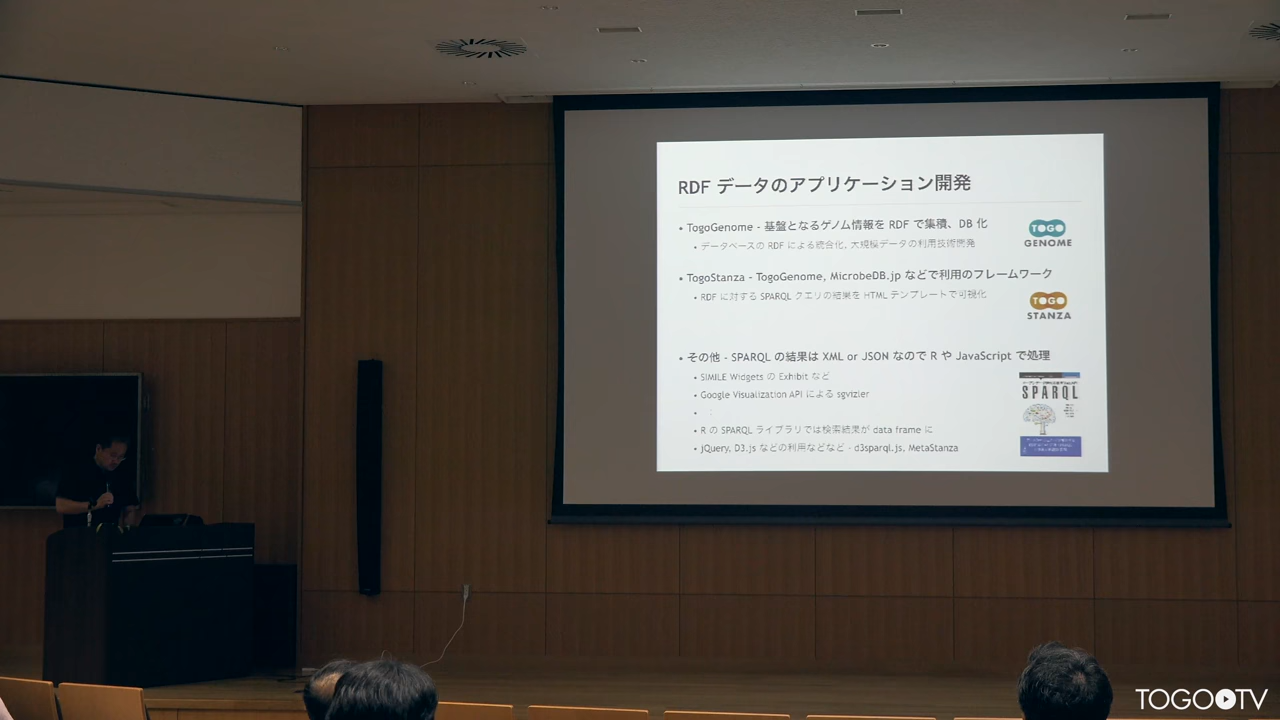 RDF データのアプリケーション開発
• TogoGenome - 基盤となるゲノム情報を RDF で集積、DB 化
• データベースの RDF による統合化, 大規模データの利用技術開発
TOGO
GENOME
• TogoStanza - TogoGenome, MicrobeDB.jp などで利用のフレームワーク
• RDF に対する SPARQL クエリの結果を HTML テンプレートで可視化
TOGO
STANZA
• その他 - SPARQL の結果は XML or JSON なので R や JavaScript で処理
• SIMILE Widgets の Exhibit など
• Google Visualization API による sgvizler
• :
• R の SPARQL ライブラリでは検索結果が data frame に
• jQuery, D3.js などの利用などなど - d3sparql.js, MetaStanza
SPARQL
TOGO TV